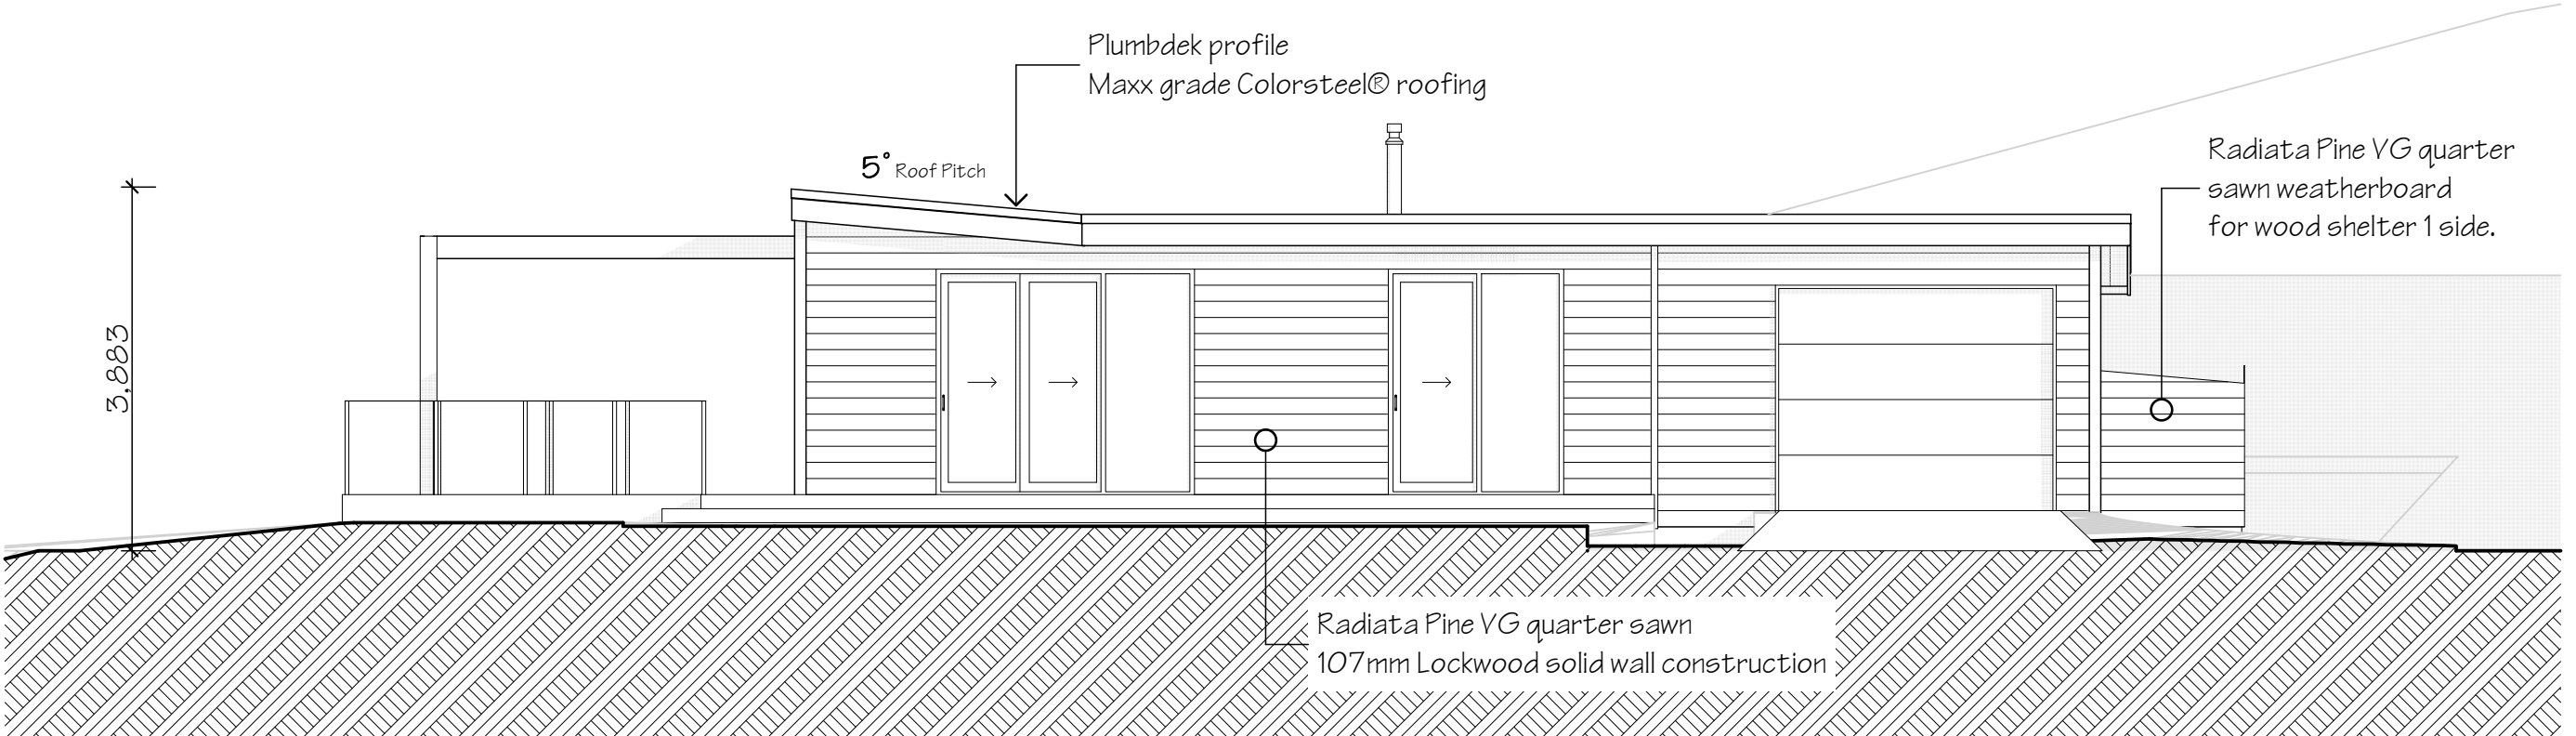 Plumbdek profile
Maxx grade Colorsteel® roofing
5° Roof Pitch
Radiata Pine VG quarter
sawn weatherboard
for wood shelter 1 side.
3,883
Radiata Pine VG quarter sawn
107mm Lockwood solid wall construction